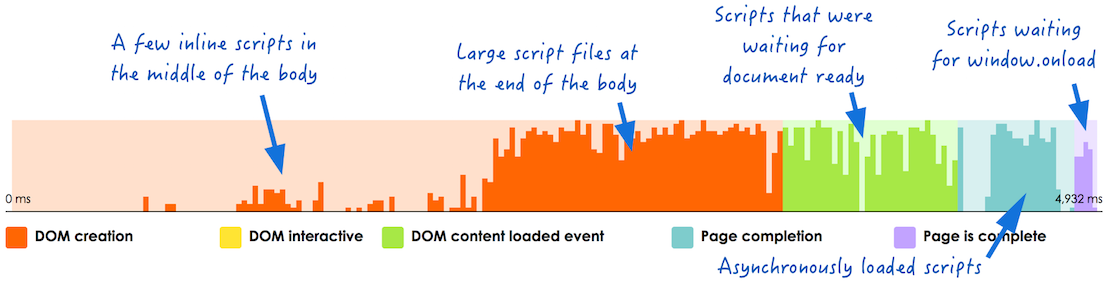 A few inline scripts in
the middle of the body
Large script files at
the end of the body
Scripts that were
waiting for
document ready
Scripts waiting
for window.onload
0 ms
4,932 ms
DOM creation
DOM interactive
DOM content loaded event
Page completion
Page is complete
Asynchronously loaded scripts